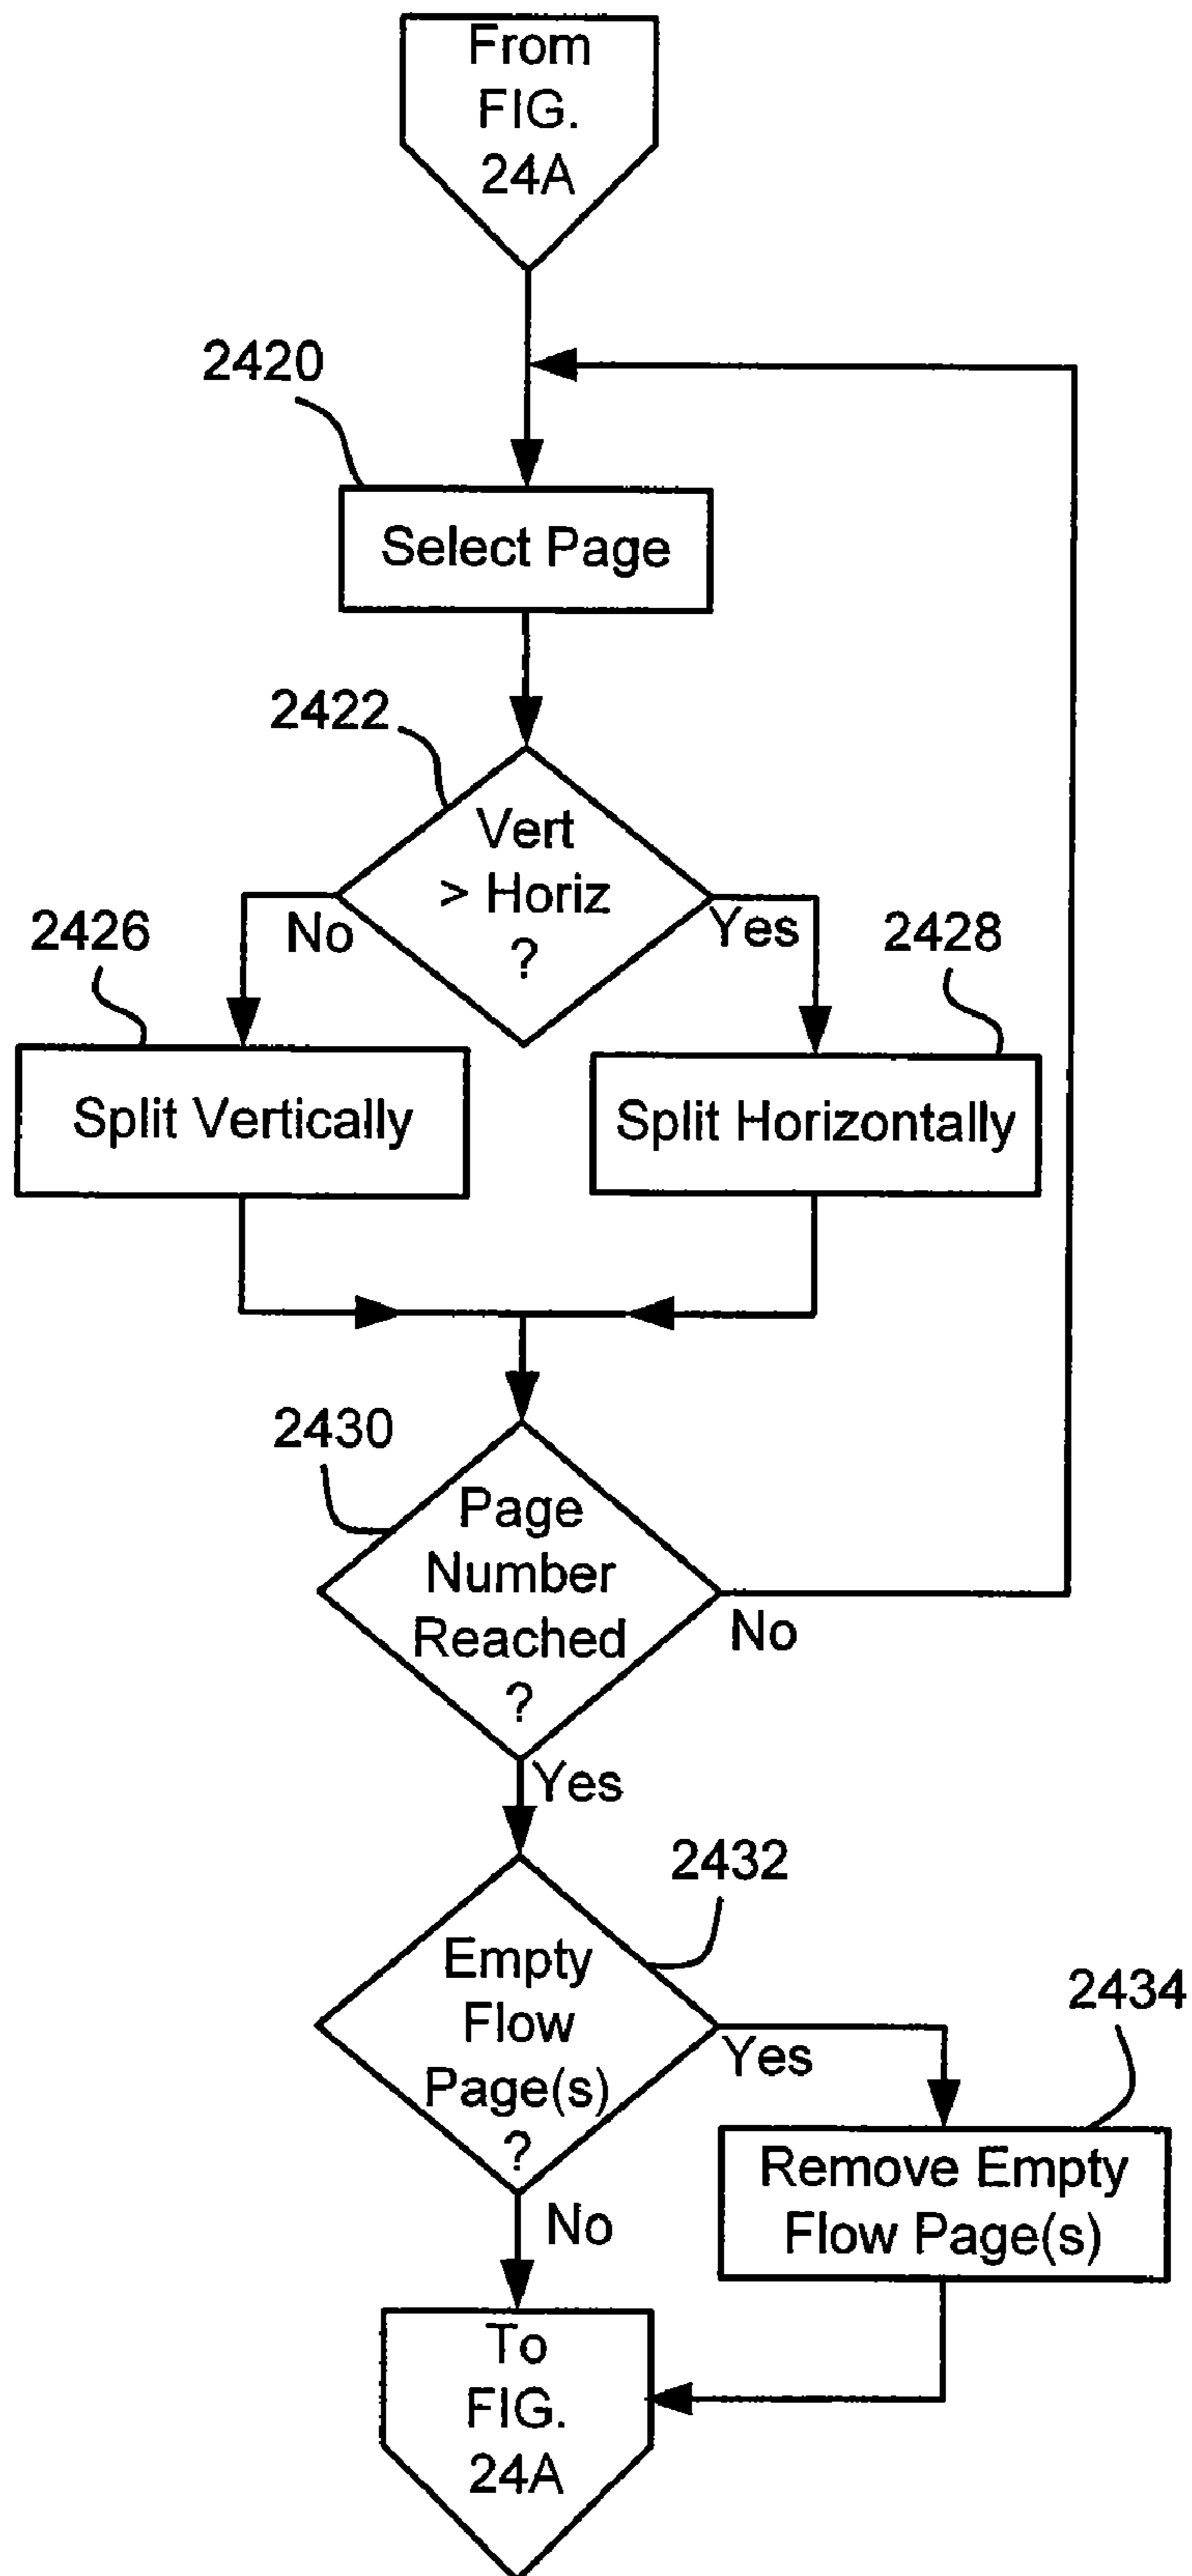 From
FIG.
24A
2420
Select Page
2422
Vert
> Horiz
?
No
Yes
2426
2428
Split Vertically
Split Horizontally
2430
Page
Number
Reached
?
No
Yes
2432
Empty
Flow
Page(s)
?
Yes
2434
Remove Empty
Flow Page(s)
No
To
FIG.
24A